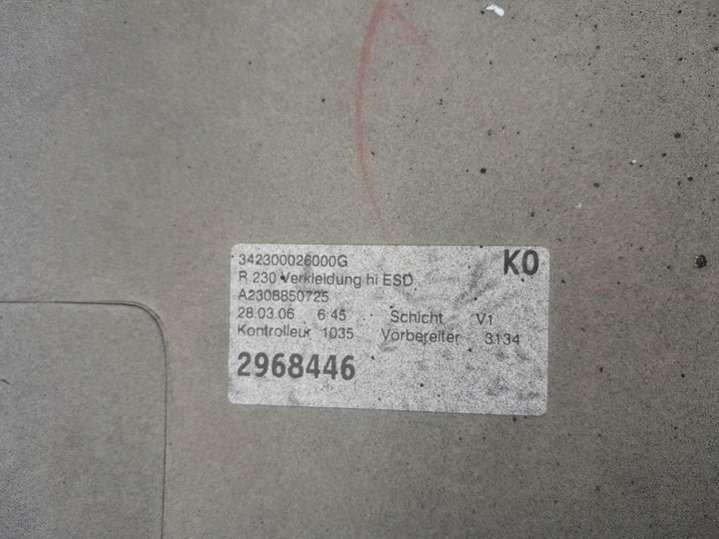 342300026000G K0
R 230 Verkleidung hi ESD
A2308850725
28.03.06 6:45 Schicht V1
Kontrolleur 1035 Vorbereiter 3134
2968446